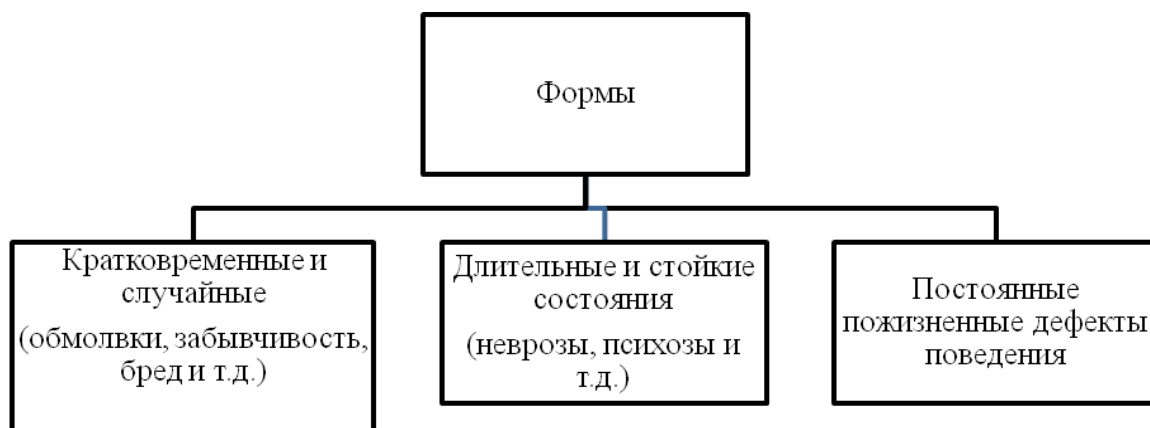 Формы
Кратковременные и
случайные
(обмолвки, забывчивость,
бред и т.д.)
Длительные и стойкие
состояния
(неврозы, психозы и
т.д.)
Постоянные
пожизненные дефекты
поведения